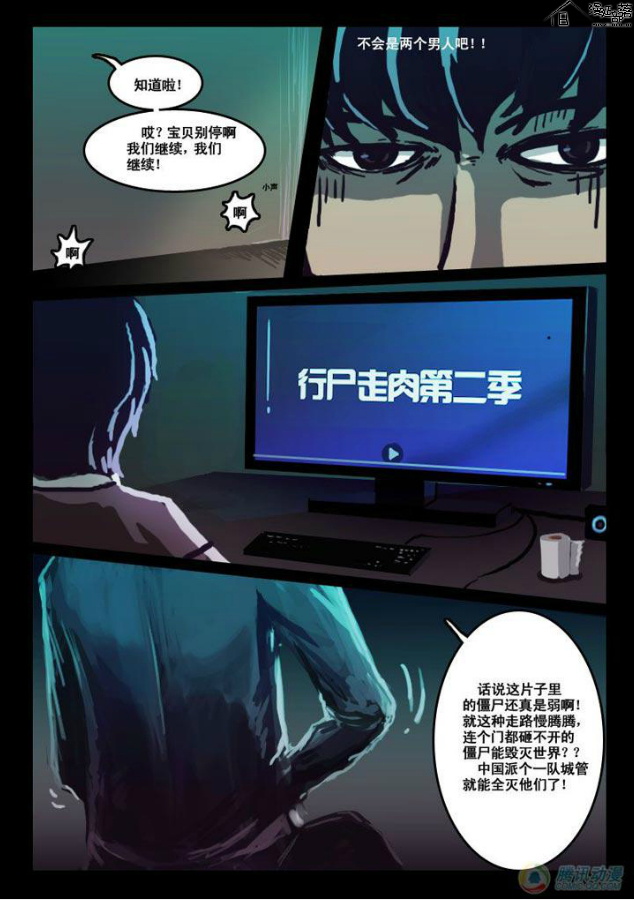 漫画部落
知道啦！
哎？宝贝别停啊
我们继续，我们
继续！
小声
啊
啊
不会是两个男人吧！！
行尸走肉第二季
话说这片子里
的僵尸还真是弱啊！
就这种走路慢腾腾，
连个门都砸不开的
僵尸能毁灭世界？？
中国派个一队城管
就能全灭他们了！
腾讯动漫